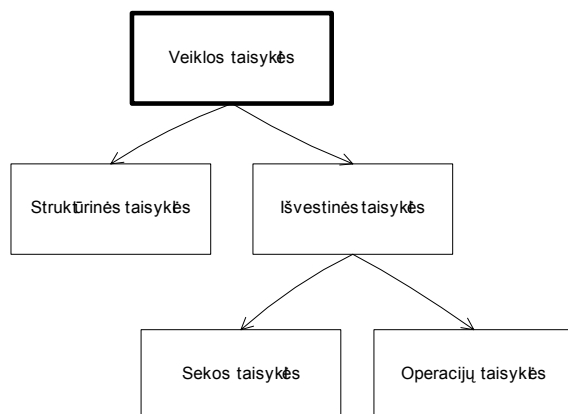 Veiklos taisyklės
Struktūrinės taisyklės
Išvestinės taisyklės
Sekos taisyklės
Operacijų taisyklės